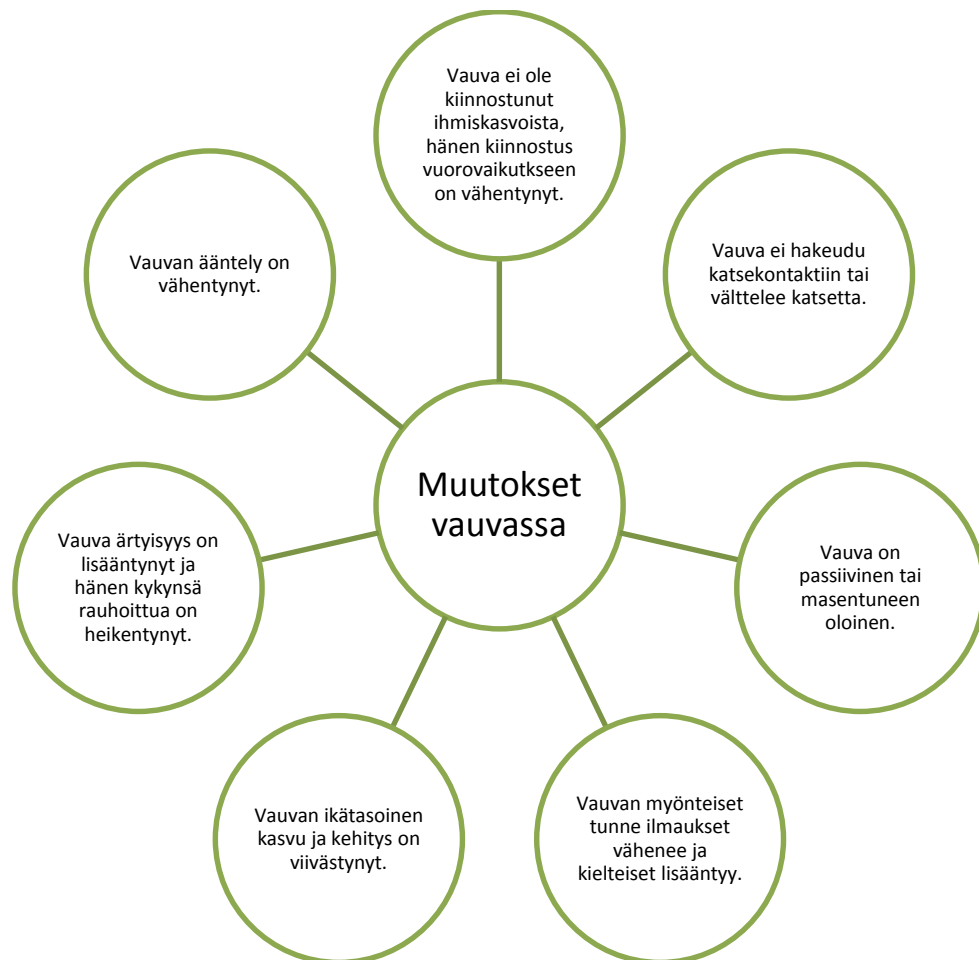 Vauva ei ole
kiinnostunut
ihmiskasvoista,
hänen kiinnostus
vuorovaikutkseen
on vähentynyt.
Vauva ei hakeudu
katsekontaktiin tai
välttelee katsetta.
Vauva on
passiivinen tai
masentuneen
oloinen.
Vauvan myönteiset
tunne ilmaukset
vähenee ja
kielteiset lisääntyy.
Vauvan ikätasoinen
kasvu ja kehitys on
viivästynyt.
Vauva ärtyisyys on
lisääntynyt ja
hänen kykynsä
rauhoittua on
heikentynyt.
Vauvan ääntely on
vähentynyt.
Muutokset
vauvassa